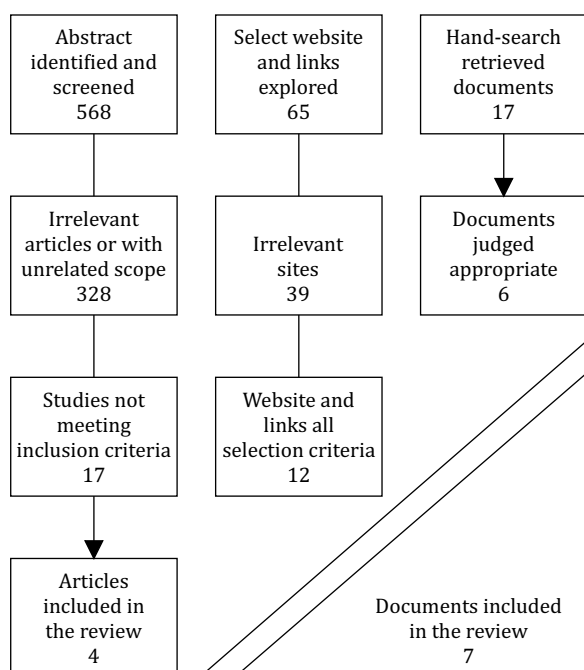 Abstract
identified and
screened
568
Select website
and links
explored
65
Hand-search
retrieved
documents
17
Irrelevant
articles or with
unrelated scope
328
Irrelevant
sites
39
Documents
judged
appropriate
6
Studies not
meeting
inclusion criteria
17
Website and
links all
selection criteria
12
Articles
included in
the review
4
Documents included
in the review
7